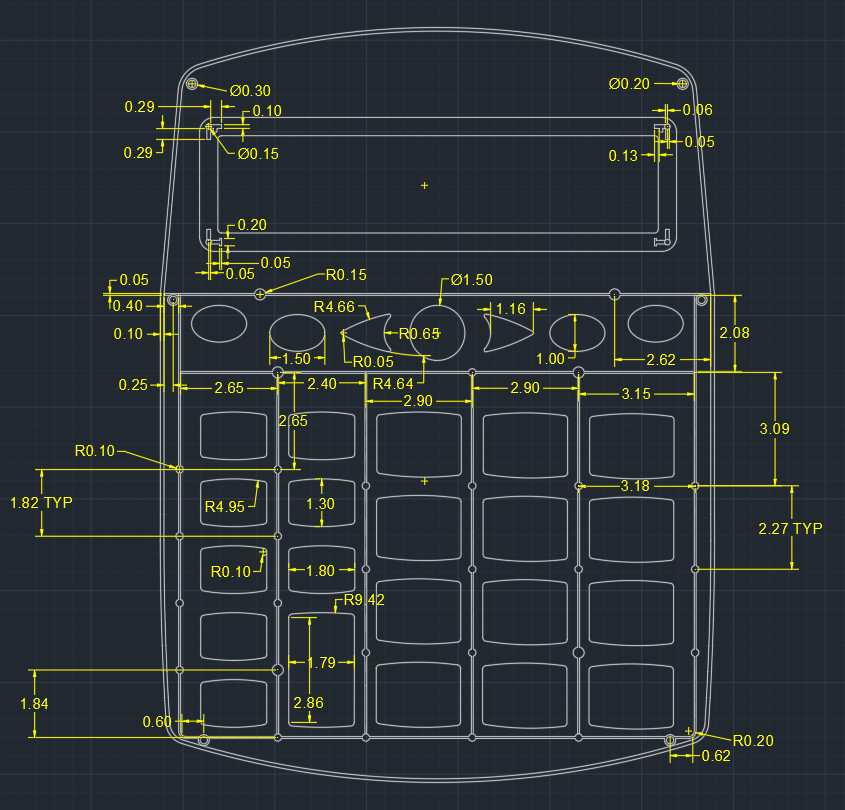 Ø0.30
Ø0.20
0.29
0.10
0.06
0.29
Ø0.15
0.13
0.05
0.20
0.05
0.05
0.05
R0.15
Ø1.50
0.40
R4.66
1.16
0.10
R0.65
2.08
1.50
R0.05
1.00
2.62
0.25
2.65
2.40
R4.64
2.90
2.90
3.15
2.65
3.09
R0.10
1.82 TYP
R4.95
1.30
3.18
2.27 TYP
R0.10
1.80
R9.42
1.79
1.84
2.86
0.60
R0.20
0.62